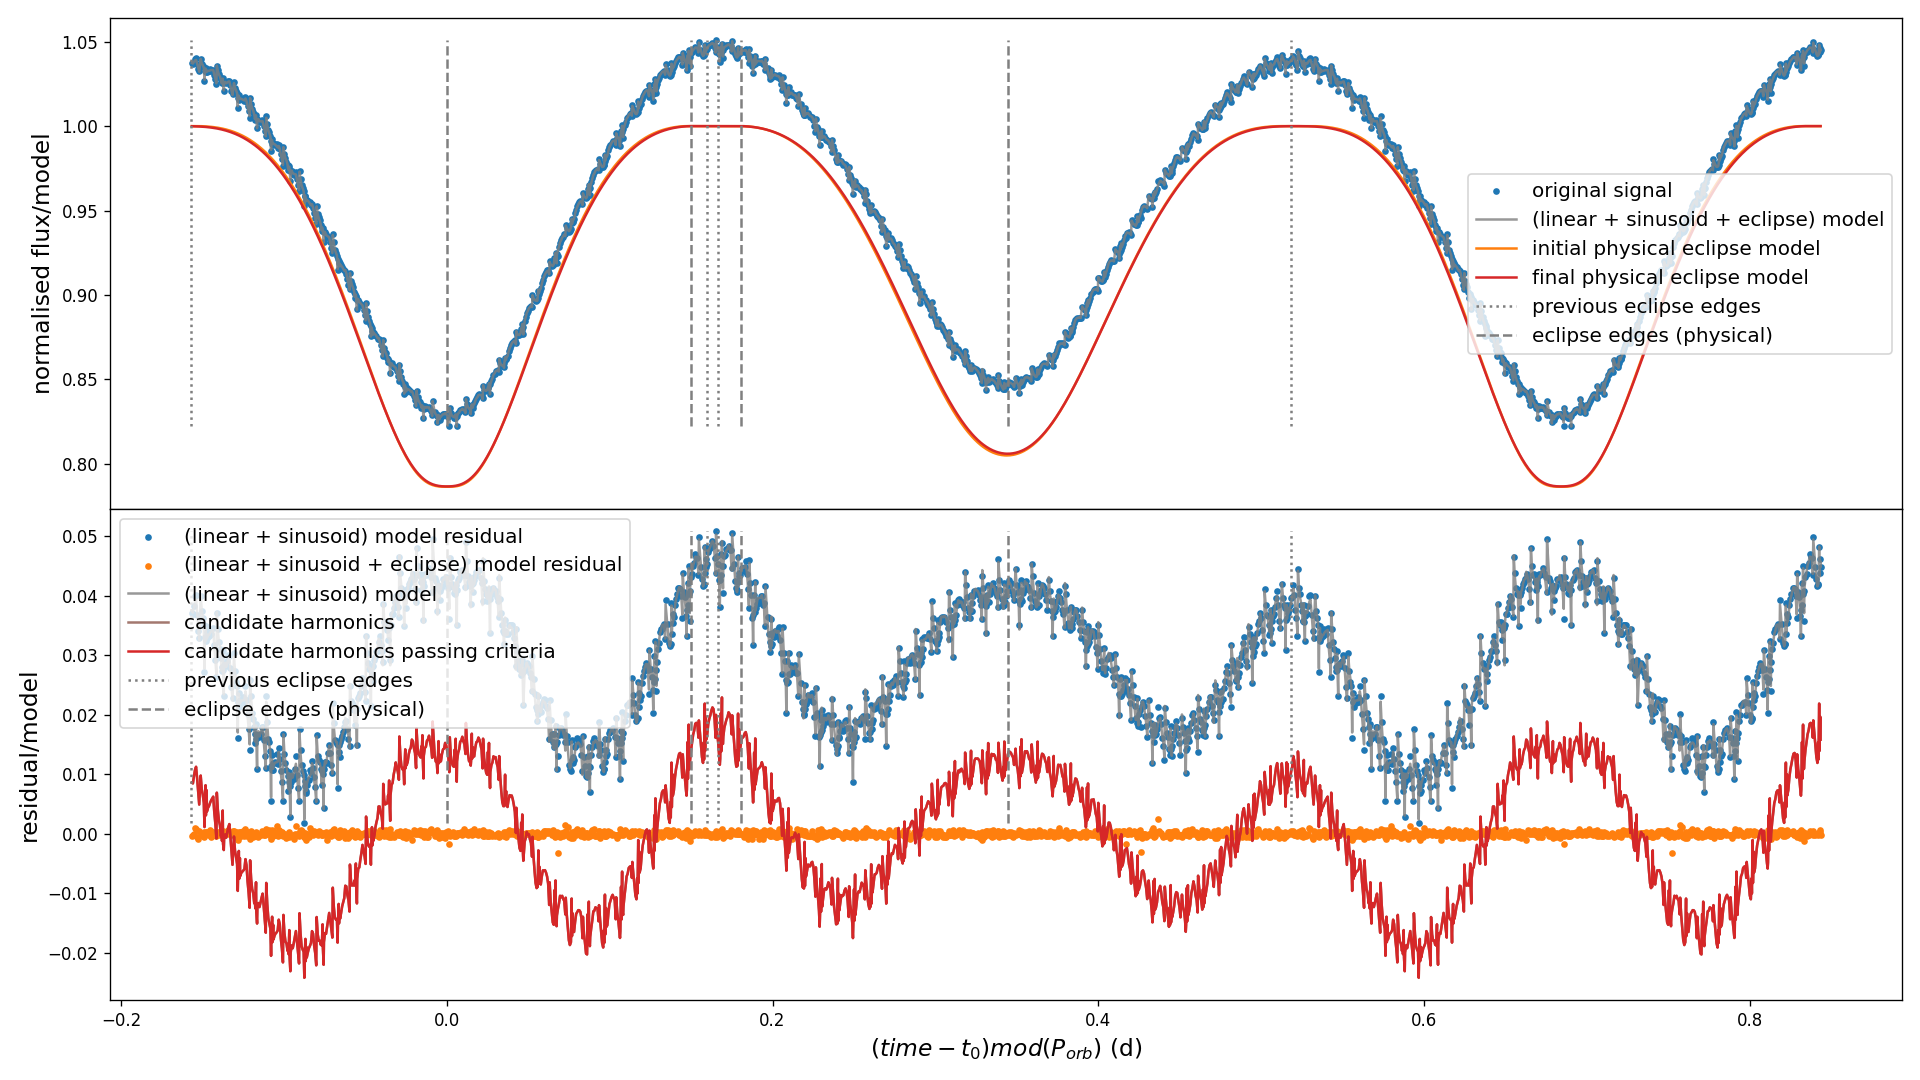 1.05
1.00
0.95
0.90
0.85
0.80
normalised flux/model
original signal
(linear + sinusoid + eclipse) model
initial physical eclipse model
final physical eclipse model
previous eclipse edges
eclipse edges (physical)
0.05
0.04
0.03
0.02
0.01
0.00
−0.01
−0.02
residual/model
(linear + sinusoid) model residual
(linear + sinusoid + eclipse) model residual
(linear + sinusoid) model
candidate harmonics
candidate harmonics passing criteria
previous eclipse edges
eclipse edges (physical)
−0.2 0.0 0.2 0.4 0.6 0.8
(time − t₀)mod(P_orb) (d)